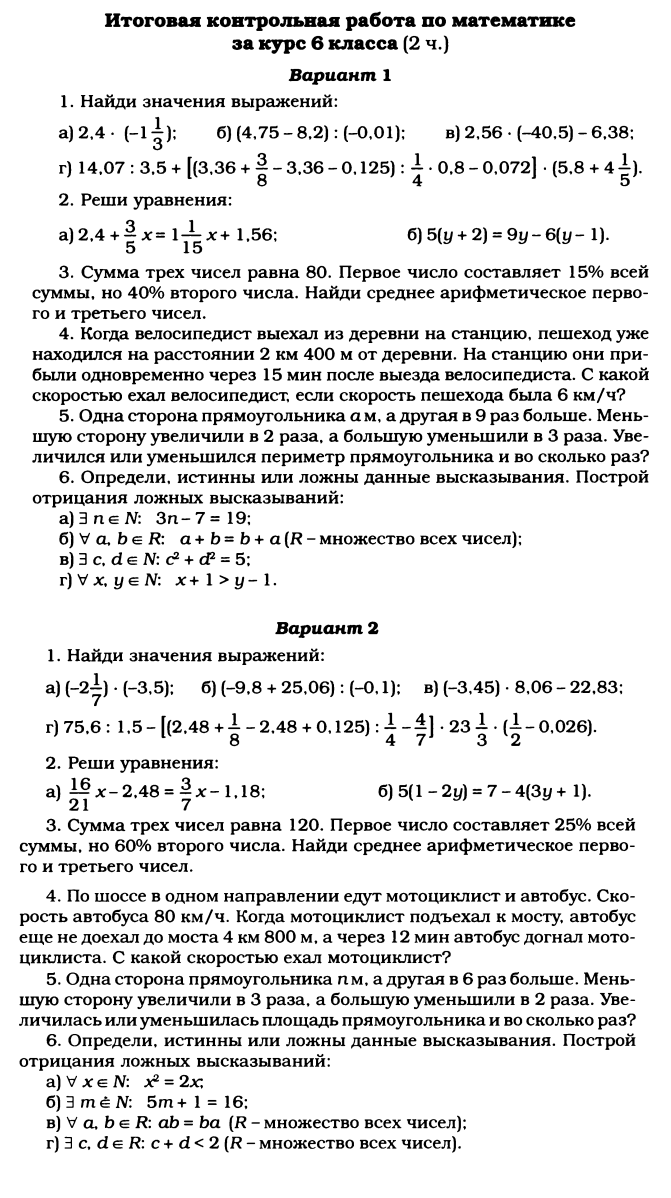 Итоговая контрольная работа по математике
за курс 6 класса (2 ч.)
Вариант 1
1. Найди значения выражений:
а) 2,4 · (–1 1/3); б) (4,75 – 8,2) : (–0,01); в) 2,56 · (–40,5) – 6,38;
г) 14,07 : 3,5 + [(3,36 + 3/8 – 3,36 – 0,125) : 1/4 · 0,8 – 0,072] · (5,8 + 4 1/5).
2. Реши уравнения:
а) 2,4 + 3/5 x = 1 1/15 x + 1,56; б) 5(y + 2) = 9y – 6(y – 1).
3. Сумма трех чисел равна 80. Первое число составляет 15% всей
суммы, но 40% второго числа. Найди среднее арифметическое перво-
го и третьего чисел.
4. Когда велосипедист выехал из деревни на станцию, пешеход уже
находился на расстоянии 2 км 400 м от деревни. На станцию они при-
были одновременно через 15 мин после выезда велосипедиста. С какой
скоростью ехал велосипедист, если скорость пешехода была 6 км/ч?
5. Одна сторона прямоугольника a м, а другая в 9 раз больше. Мень-
шую сторону увеличили в 2 раза, а большую уменьшили в 3 раза. Уве-
личился или уменьшился периметр прямоугольника и во сколько раз?
6. Определи, истинны или ложны данные высказывания. Построй
отрицания ложных высказываний:
а) ∃ n ∈ N: 3n – 7 = 19;
б) ∀ a, b ∈ R: a + b = b + a (R – множество всех чисел);
в) ∃ c, d ∈ N: c² + d² = 5;
г) ∀ x, y ∈ N: x + 1 > y – 1.
Вариант 2
1. Найди значения выражений:
а) (–2 1/7) · (–3,5); б) (–9,8 + 25,06) : (–0,1); в) (–3,45) · 8,06 – 22,83;
г) 75,6 : 1,5 – [(2,48 + 1/8 – 2,48 + 0,125) : 1/4 – 4/7] · 23 1/3 · (1/2 – 0,026).
2. Реши уравнения:
а) 16/21 x – 2,48 = 3/7 x – 1,18; б) 5(1 – 2y) = 7 – 4(3y + 1).
3. Сумма трех чисел равна 120. Первое число составляет 25% всей
суммы, но 60% второго числа. Найди среднее арифметическое перво-
го и третьего чисел.
4. По шоссе в одном направлении едут мотоциклист и автобус. Ско-
рость автобуса 80 км/ч. Когда мотоциклист подъехал к мосту, автобус
еще не доехал до моста 4 км 800 м, а через 12 мин автобус догнал мото-
циклиста. С какой скоростью ехал мотоциклист?
5. Одна сторона прямоугольника n м, а другая в 6 раз больше. Мень-
шую сторону увеличили в 3 раза, а большую уменьшили в 2 раза. Уве-
личилась или уменьшилась площадь прямоугольника и во сколько раз?
6. Определи, истинны или ложны данные высказывания. Построй
отрицания ложных высказываний:
а) ∀ x ∈ N: x² = 2x;
б) ∃ m ∈ N: 5m + 1 = 16;
в) ∀ a, b ∈ R: ab = ba (R – множество всех чисел);
г) ∃ c, d ∈ R: c + d < 2 (R – множество всех чисел).